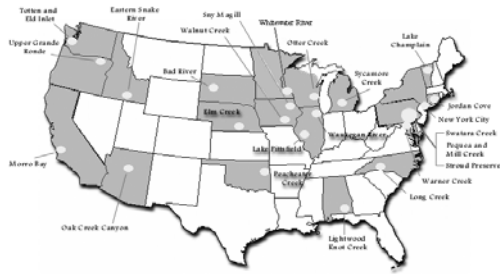 Totten and
Eld Inlet
Eastern Snake
River
Sny Magill
Whitewater River
Walnut Creek
Otter Creek
Lake
Champlain
Upper Grande
Ronde
Bad River
Sycamore
Creek
Elm Creek
Jordan Cove
New York City
Swatara Creek
Pequea and
Mill Creek
Stroud Preserve
Lake Pittsfield
Morro Bay
Peacheater
Creek
Warner Creek
Long Creek
Oak Creek Canyon
Lightwood
Knot Creek